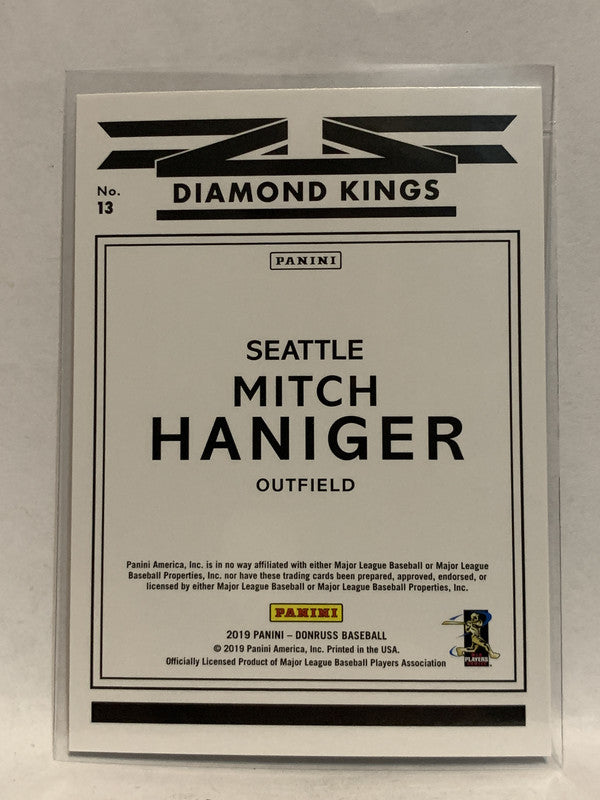 No.
13
DIAMOND KINGS
PANINI
SEATTLE
MITCH
HANIGER
OUTFIELD
Panini America, Inc. is in no way affiliated with either Major League Baseball or Major League
Baseball Properties, Inc. nor have these trading cards been prepared, approved, endorsed, or
licensed by either Major League Baseball or Major League Baseball Properties, Inc.
PANINI
2019 PANINI – DONRUSS BASEBALL
© 2019 Panini America, Inc. Printed in the USA.
Officially Licensed Product of Major League Baseball Players Association
PLAYERS